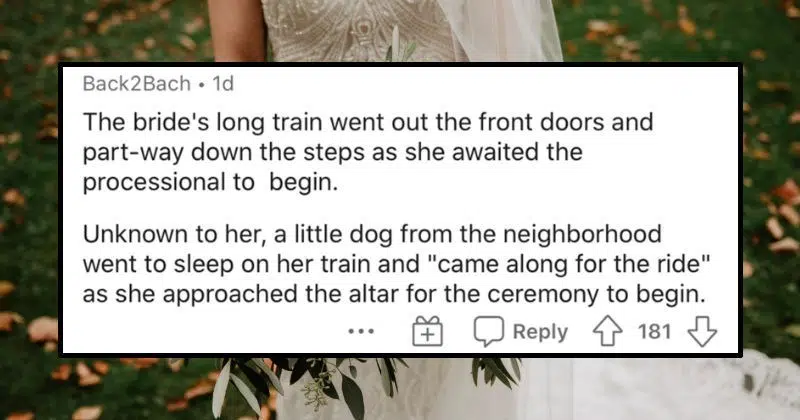 Back2Bach • 1d
The bride's long train went out the front doors and
part-way down the steps as she awaited the
processional to  begin.
Unknown to her, a little dog from the neighborhood
went to sleep on her train and "came along for the ride"
as she approached the altar for the ceremony to begin.
Reply 181